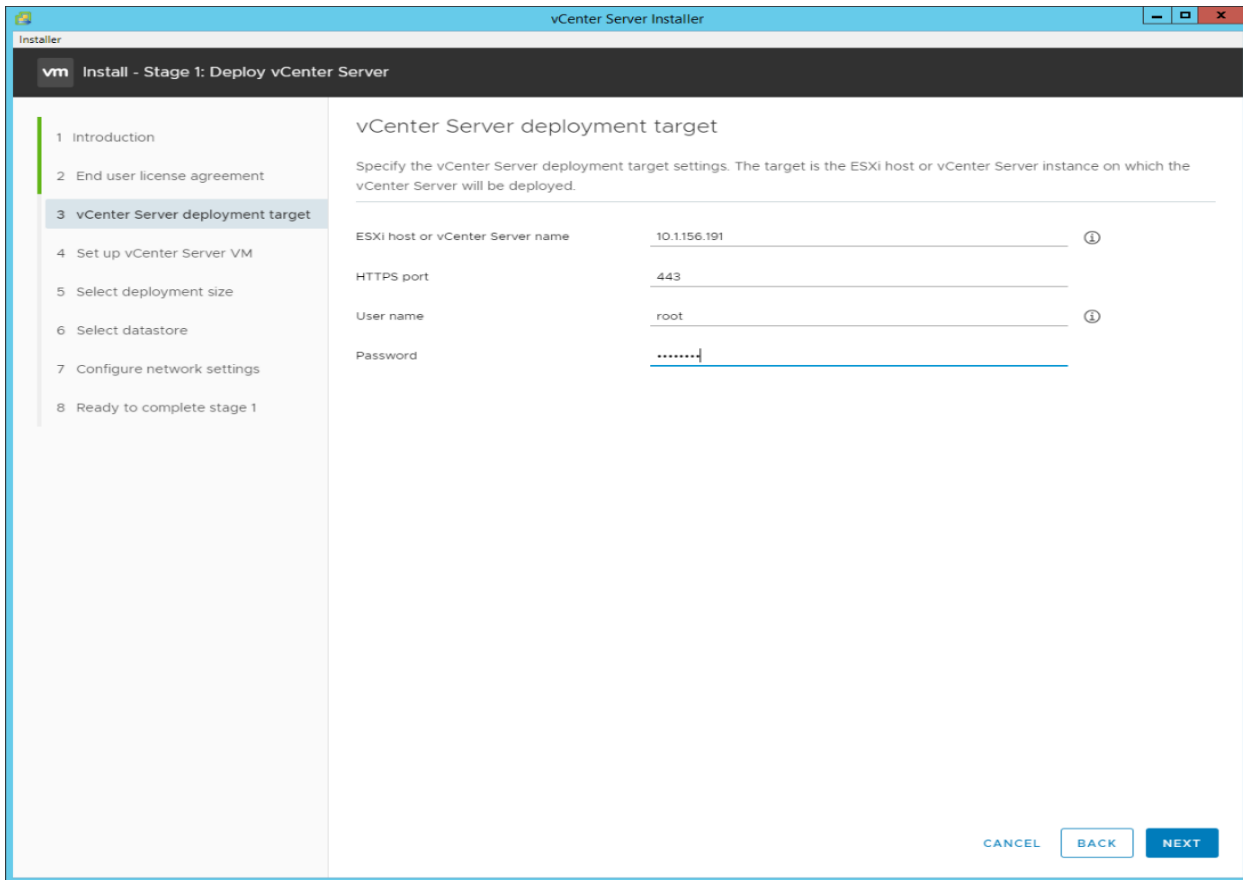 vCenter Server Installer
Installer
vm Install - Stage 1: Deploy vCenter Server
1 Introduction
2 End user license agreement
3 vCenter Server deployment target
4 Set up vCenter Server VM
5 Select deployment size
6 Select datastore
7 Configure network settings
8 Ready to complete stage 1
vCenter Server deployment target
Specify the vCenter Server deployment target settings. The target is the ESXi host or vCenter Server instance on which the
vCenter Server will be deployed.
ESXi host or vCenter Server name 10.1.156.191
HTTPS port 443
User name root
Password ••••••••
CANCEL BACK NEXT